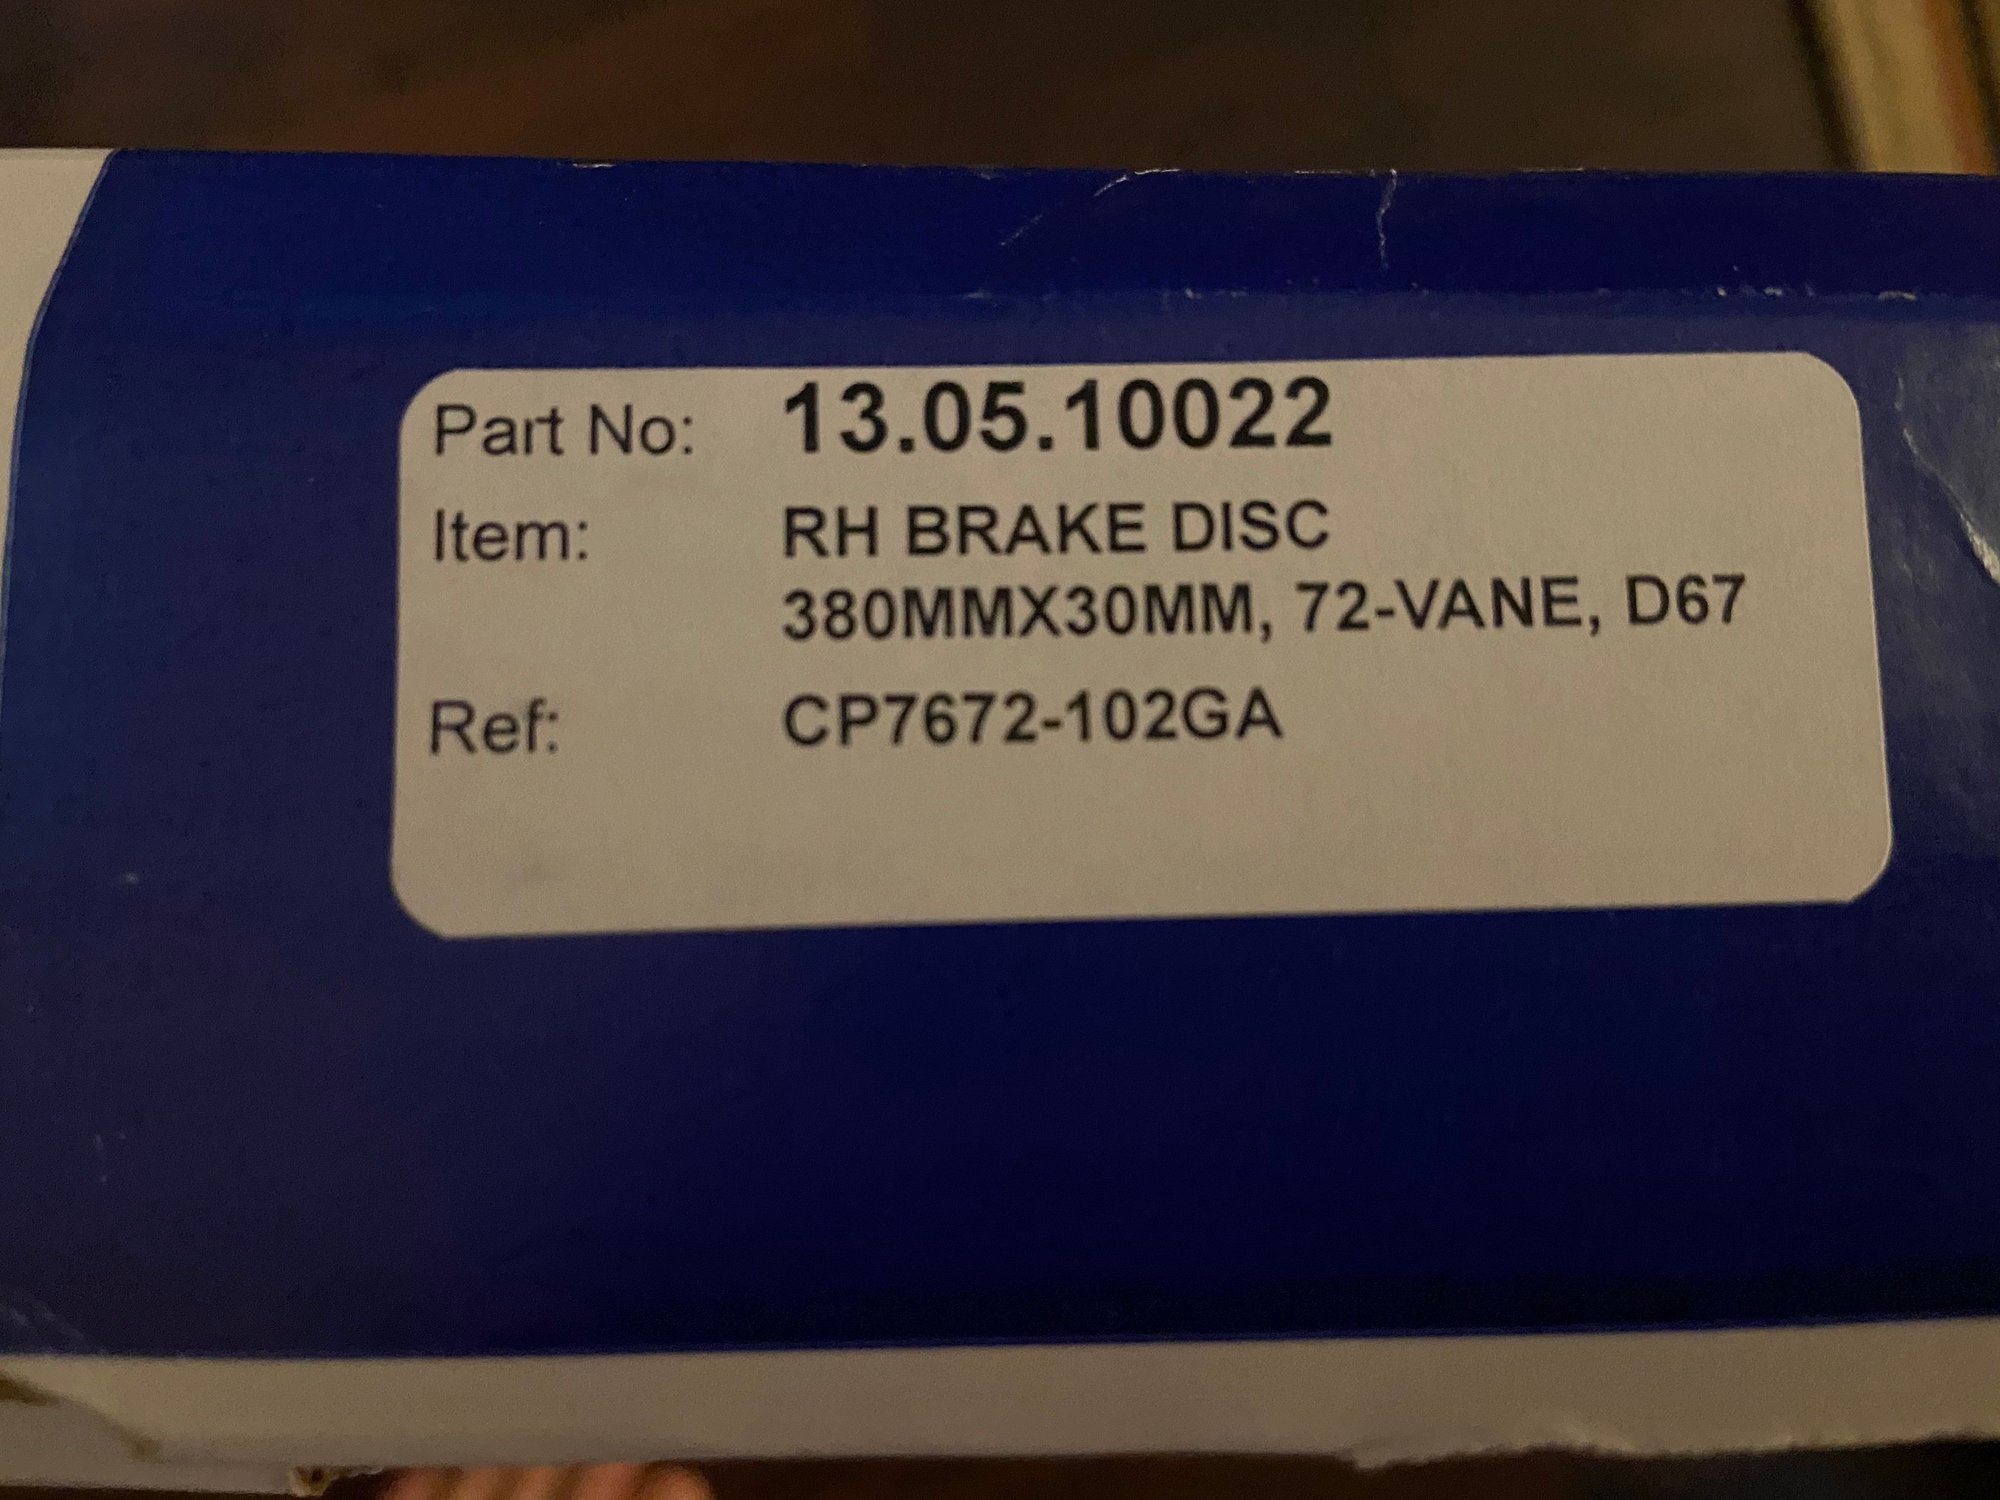 Part No: 13.05.10022
Item: RH BRAKE DISC
380MMX30MM, 72-VANE, D67
Ref: CP7672-102GA